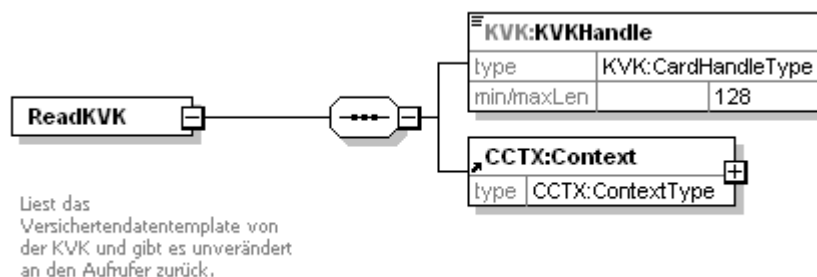 KVK:KVKHandle
type KVK:CardHandleType
min/maxLen 128
ReadKVK
CCTX:Context
type CCTX:ContextType
Liest das
Versichertendatentemplate von
der KVK und gibt es unverändert
an den Aufrufer zurück.